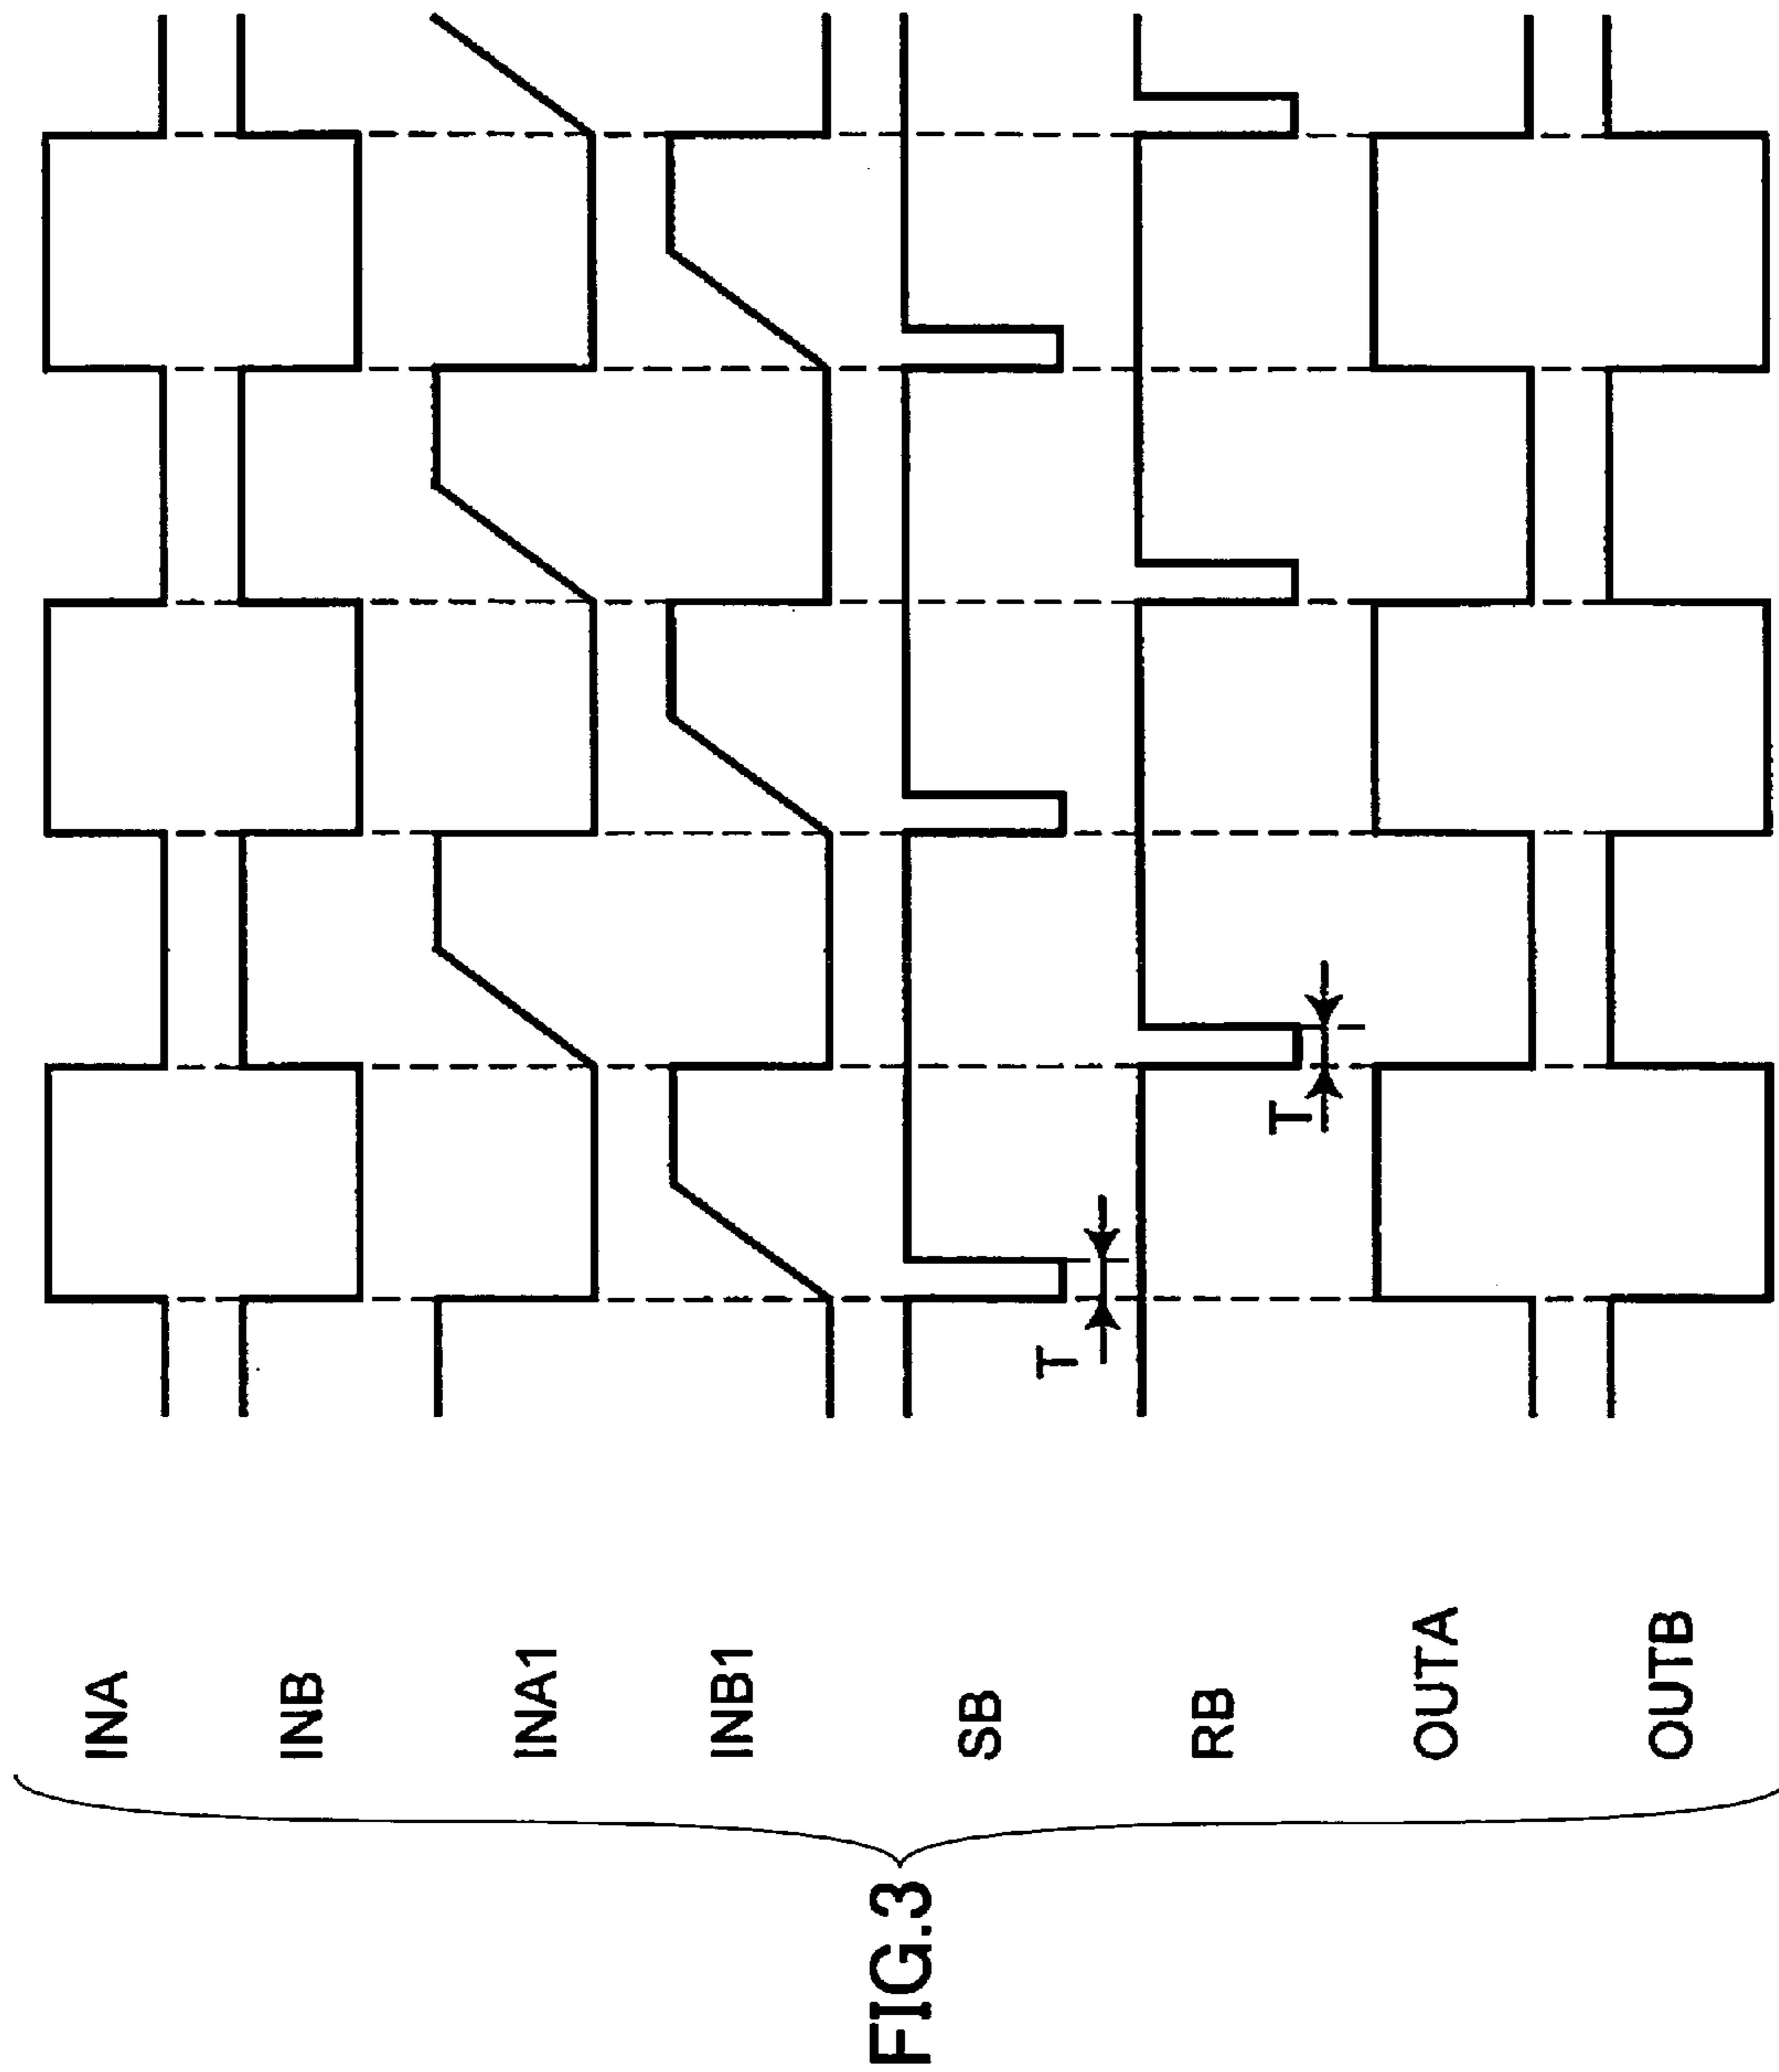 FIG.3
INA
INB
INA1
INB1
SB
T
RB
T
OUTA
OUTB